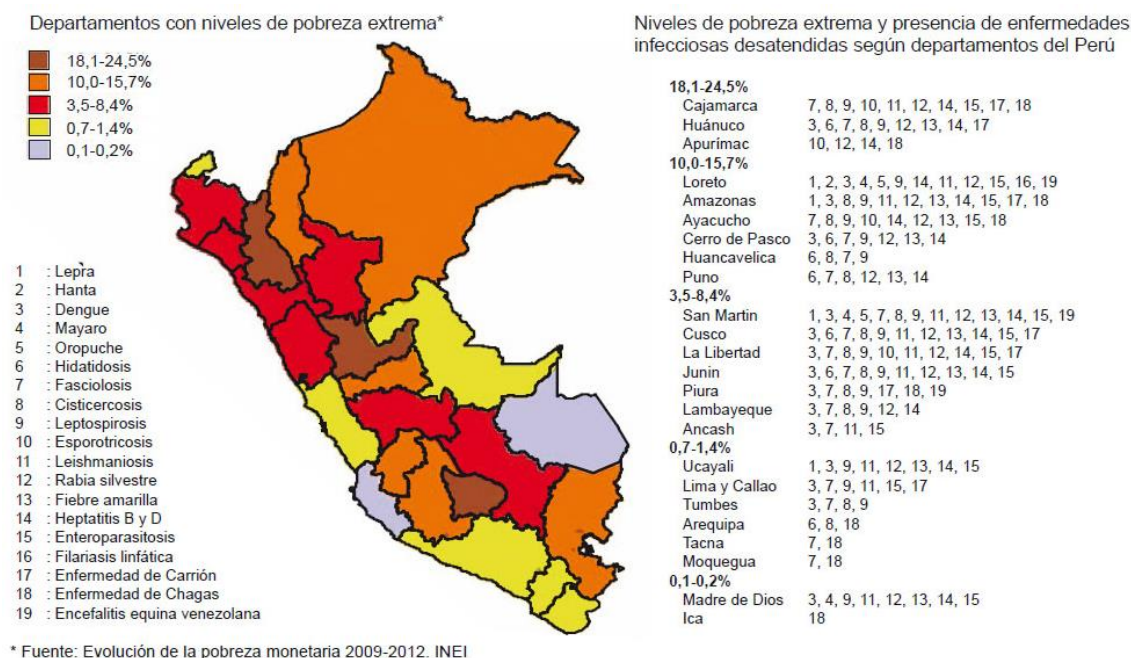 Departamentos con niveles de pobreza extrema*
18,1-24,5%
10,0-15,7%
3,5-8,4%
0,7-1,4%
0,1-0,2%
1 : Lepra
2 : Hanta
3 : Dengue
4 : Mayaro
5 : Oropuche
6 : Hidatidosis
7 : Fasciolosis
8 : Cisticercosis
9 : Leptospirosis
10 : Esporotricosis
11 : Leishmaniosis
12 : Rabia silvestre
13 : Fiebre amarilla
14 : Heptatitis B y D
15 : Enteroparasitosis
16 : Filariasis linfática
17 : Enfermedad de Carrión
18 : Enfermedad de Chagas
19 : Encefalitis equina venezolana
* Fuente: Evolución de la pobreza monetaria 2009-2012. INEI
Niveles de pobreza extrema y presencia de enfermedades
infecciosas desatendidas según departamentos del Perú
18,1-24,5%
Cajamarca 7, 8, 9, 10, 11, 12, 14, 15, 17, 18
Huánuco 3, 6, 7, 8, 9, 12, 13, 14, 17
Apurímac 10, 12, 14, 18
10,0-15,7%
Loreto 1, 2, 3, 4, 5, 9, 14, 11, 12, 15, 16, 19
Amazonas 1, 3, 8, 9, 11, 12, 13, 14, 15, 17, 18
Ayacucho 7, 8, 9, 10, 14, 12, 13, 15, 18
Cerro de Pasco 3, 6, 7, 9, 12, 13, 14
Huancavelica 6, 8, 7, 9
Puno 6, 7, 8, 12, 13, 14
3,5-8,4%
San Martin 1, 3, 4, 5, 7, 8, 9, 11, 12, 13, 14, 15, 19
Cusco 3, 6, 7, 8, 9, 11, 12, 13, 14, 15, 17
La Libertad 3, 7, 8, 9, 10, 11, 12, 14, 15, 17
Junin 3, 6, 7, 8, 9, 11, 12, 13, 14, 15
Piura 3, 7, 8, 9, 17, 18, 19
Lambayeque 3, 7, 8, 9, 12, 14
Ancash 3, 7, 11, 15
0,7-1,4%
Ucayali 1, 3, 9, 11, 12, 13, 14, 15
Lima y Callao 3, 7, 9, 11, 15, 17
Tumbes 3, 7, 8, 9
Arequipa 6, 8, 18
Tacna 7, 18
Moquegua 7, 18
0,1-0,2%
Madre de Dios 3, 4, 9, 11, 12, 13, 14, 15
Ica 18